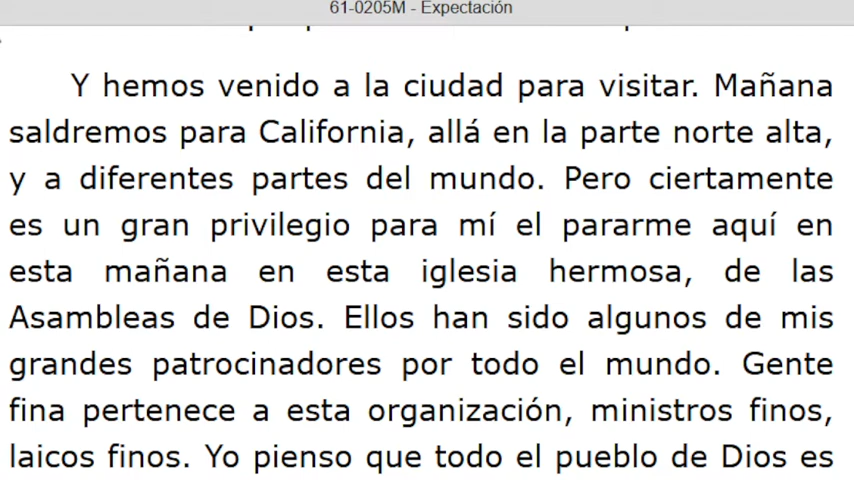 61-0205M - Expectación
Y hemos venido a la ciudad para visitar. Mañana
saldremos para California, allá en la parte norte alta,
y a diferentes partes del mundo. Pero ciertamente
es un gran privilegio para mí el pararme aquí en
esta mañana en esta iglesia hermosa, de las
Asambleas de Dios. Ellos han sido algunos de mis
grandes patrocinadores por todo el mundo. Gente
fina pertenece a esta organización, ministros finos,
laicos finos. Yo pienso que todo el pueblo de Dios es